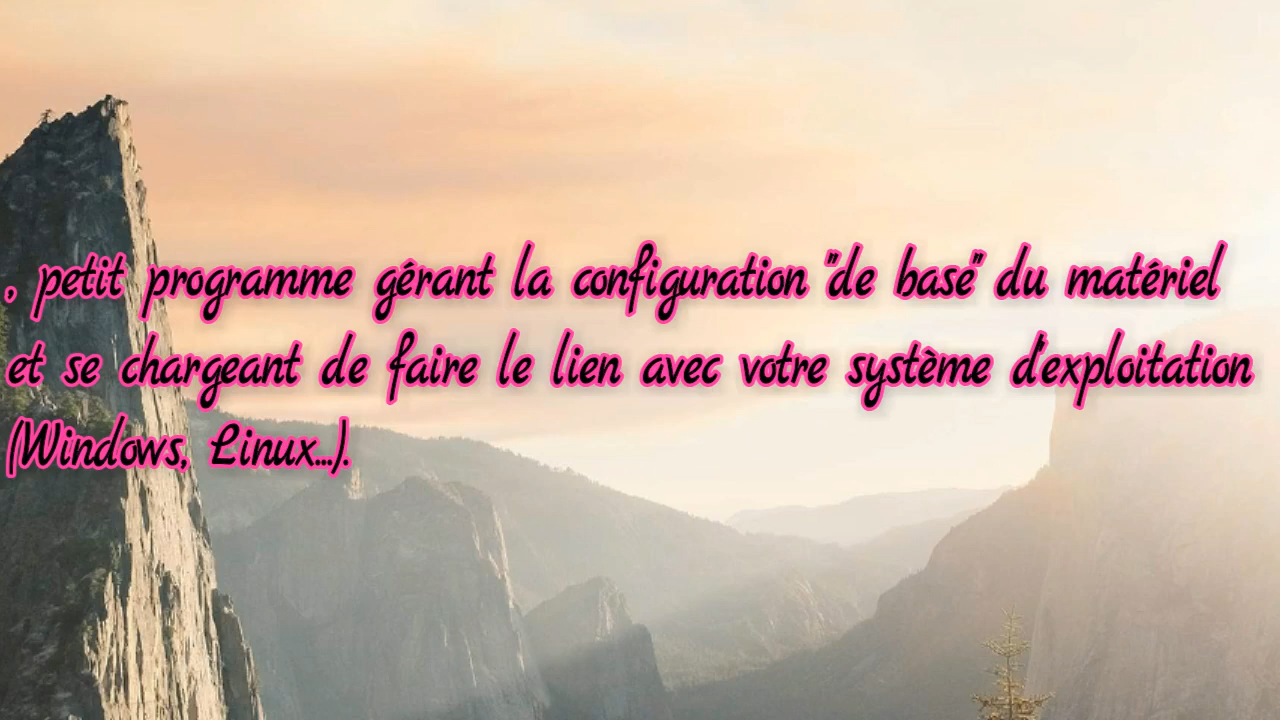 , petit programme gérant la configuration "de base" du matériel
et se chargeant de faire le lien avec votre système d'exploitation
(Windows, Linux...).